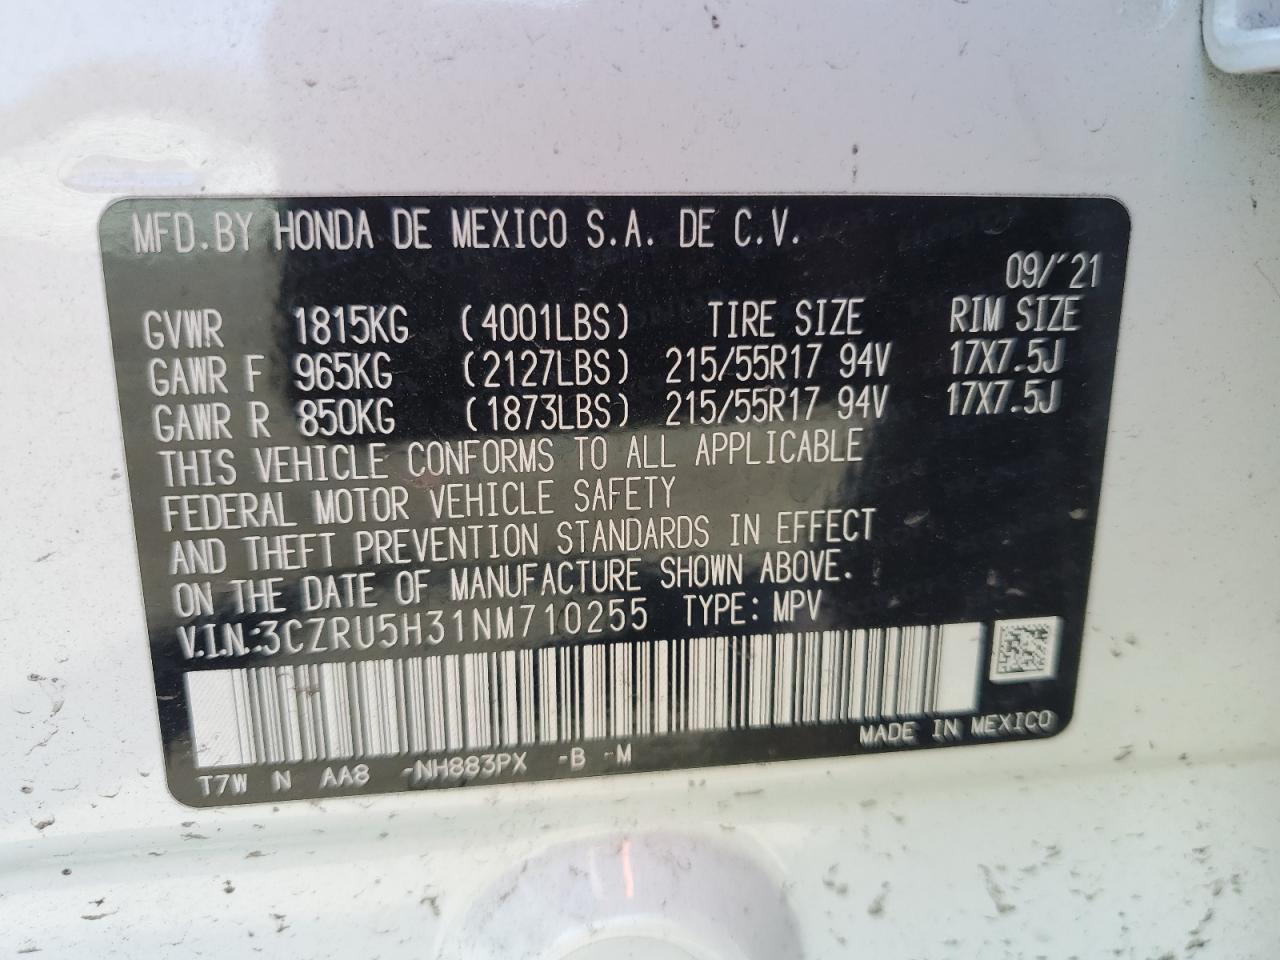 MFD.BY HONDA DE MEXICO S.A. DE C.V.
09/'21
GVWR 1815KG (4001LBS) TIRE SIZE RIM SIZE
GAWR F 965KG (2127LBS) 215/55R17 94V 17X7.5J
GAWR R 850KG (1873LBS) 215/55R17 94V 17X7.5J
THIS VEHICLE CONFORMS TO ALL APPLICABLE
FEDERAL MOTOR VEHICLE SAFETY
AND THEFT PREVENTION STANDARDS IN EFFECT
ON THE DATE OF MANUFACTURE SHOWN ABOVE.
V.I.N.:3CZRU5H31NM710255 TYPE: MPV
MADE IN MEXICO
T7W N AA8 -NH883PX -B -M